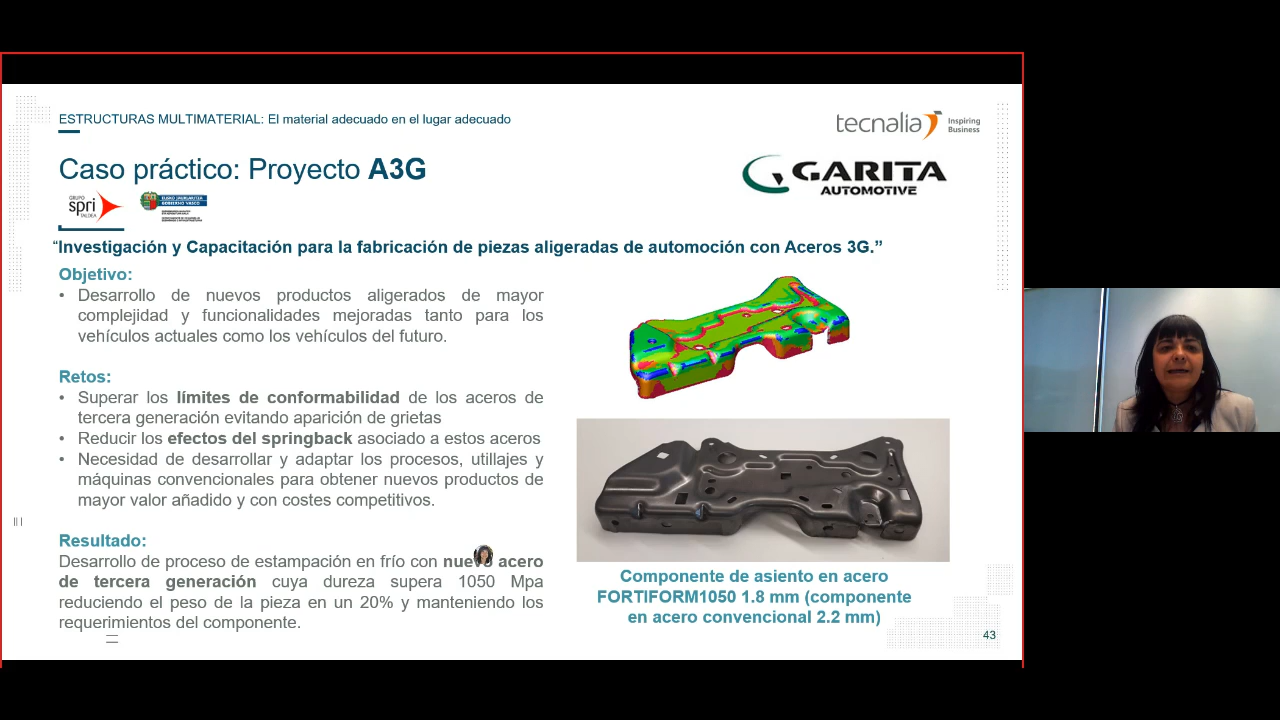 ESTRUCTURAS MULTIMATERIAL: El material adecuado en el lugar adecuado
tecnalia Inspiring Business
Caso práctico: Proyecto A3G
GARITA
AUTOMOTIVE
GRUPO
spri
TALDEA
EUSKO JAURLARITZA
GOBIERNO VASCO
“Investigación y Capacitación para la fabricación de piezas aligeradas de automoción con Aceros 3G.”
Objetivo:
• Desarrollo de nuevos productos aligerados de mayor
complejidad y funcionalidades mejoradas tanto para los
vehículos actuales como los vehículos del futuro.
Retos:
• Superar los límites de conformabilidad de los aceros de
tercera generación evitando aparición de grietas
• Reducir los efectos del springback asociado a estos aceros
• Necesidad de desarrollar y adaptar los procesos, utillajes y
máquinas convencionales para obtener nuevos productos de
mayor valor añadido y con costes competitivos.
Resultado:
Desarrollo de proceso de estampación en frío con nuevo acero
de tercera generación cuya dureza supera 1050 Mpa
reduciendo el peso de la pieza en un 20% y manteniendo los
requerimientos del componente.
Componente de asiento en acero
FORTIFORM1050 1.8 mm (componente
en acero convencional 2.2 mm)
43